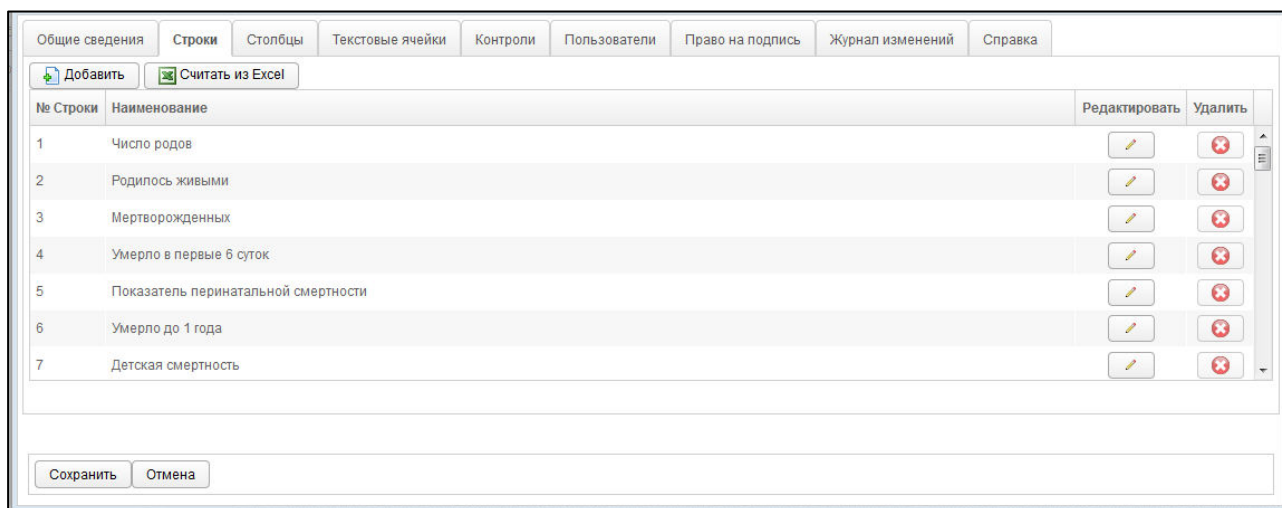 Общие сведения Строки Столбцы Текстовые ячейки Контроли Пользователи Право на подпись Журнал изменений Справка
Добавить Считать из Excel
№ Строки Наименование Редактировать Удалить
1 Число родов
2 Родилось живыми
3 Мертворожденных
4 Умерло в первые 6 суток
5 Показатель перинатальной смертности
6 Умерло до 1 года
7 Детская смертность
Сохранить Отмена